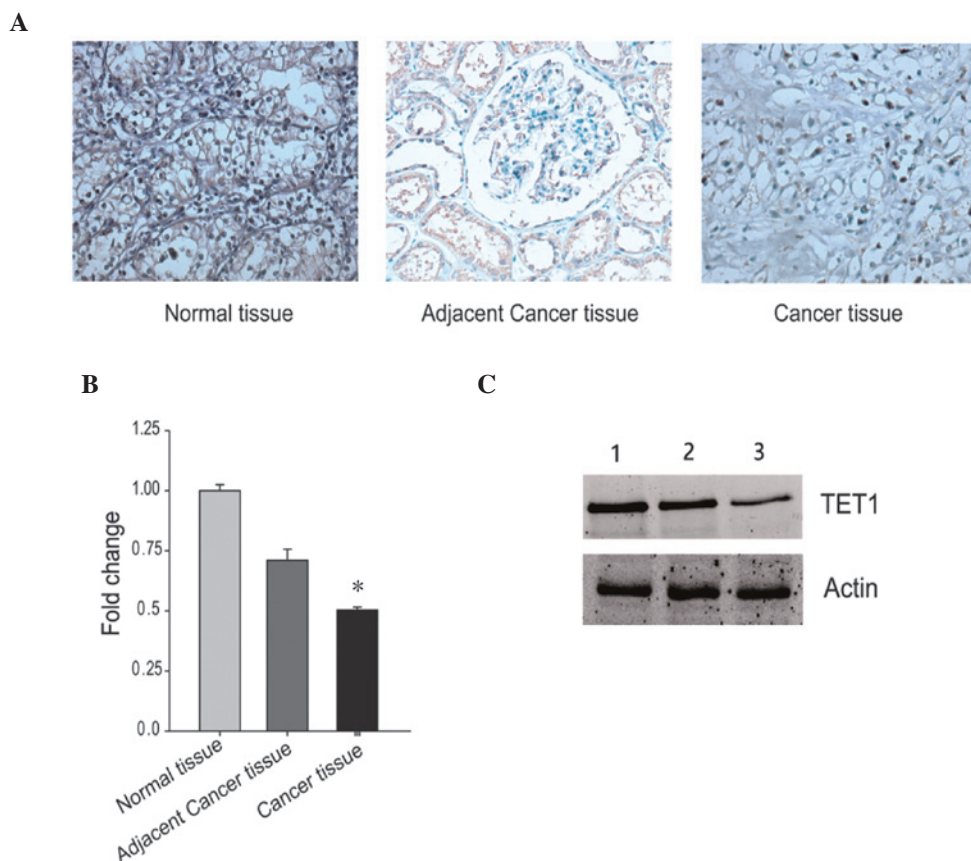 A
Normal tissue
Adjacent Cancer tissue
Cancer tissue
B
Fold change
1.25
1.00
0.75
0.5
0.25
0.0
*
Normal tissue
Adjacent Cancer tissue
Cancer tissue
C
1 2 3
TET1
Actin